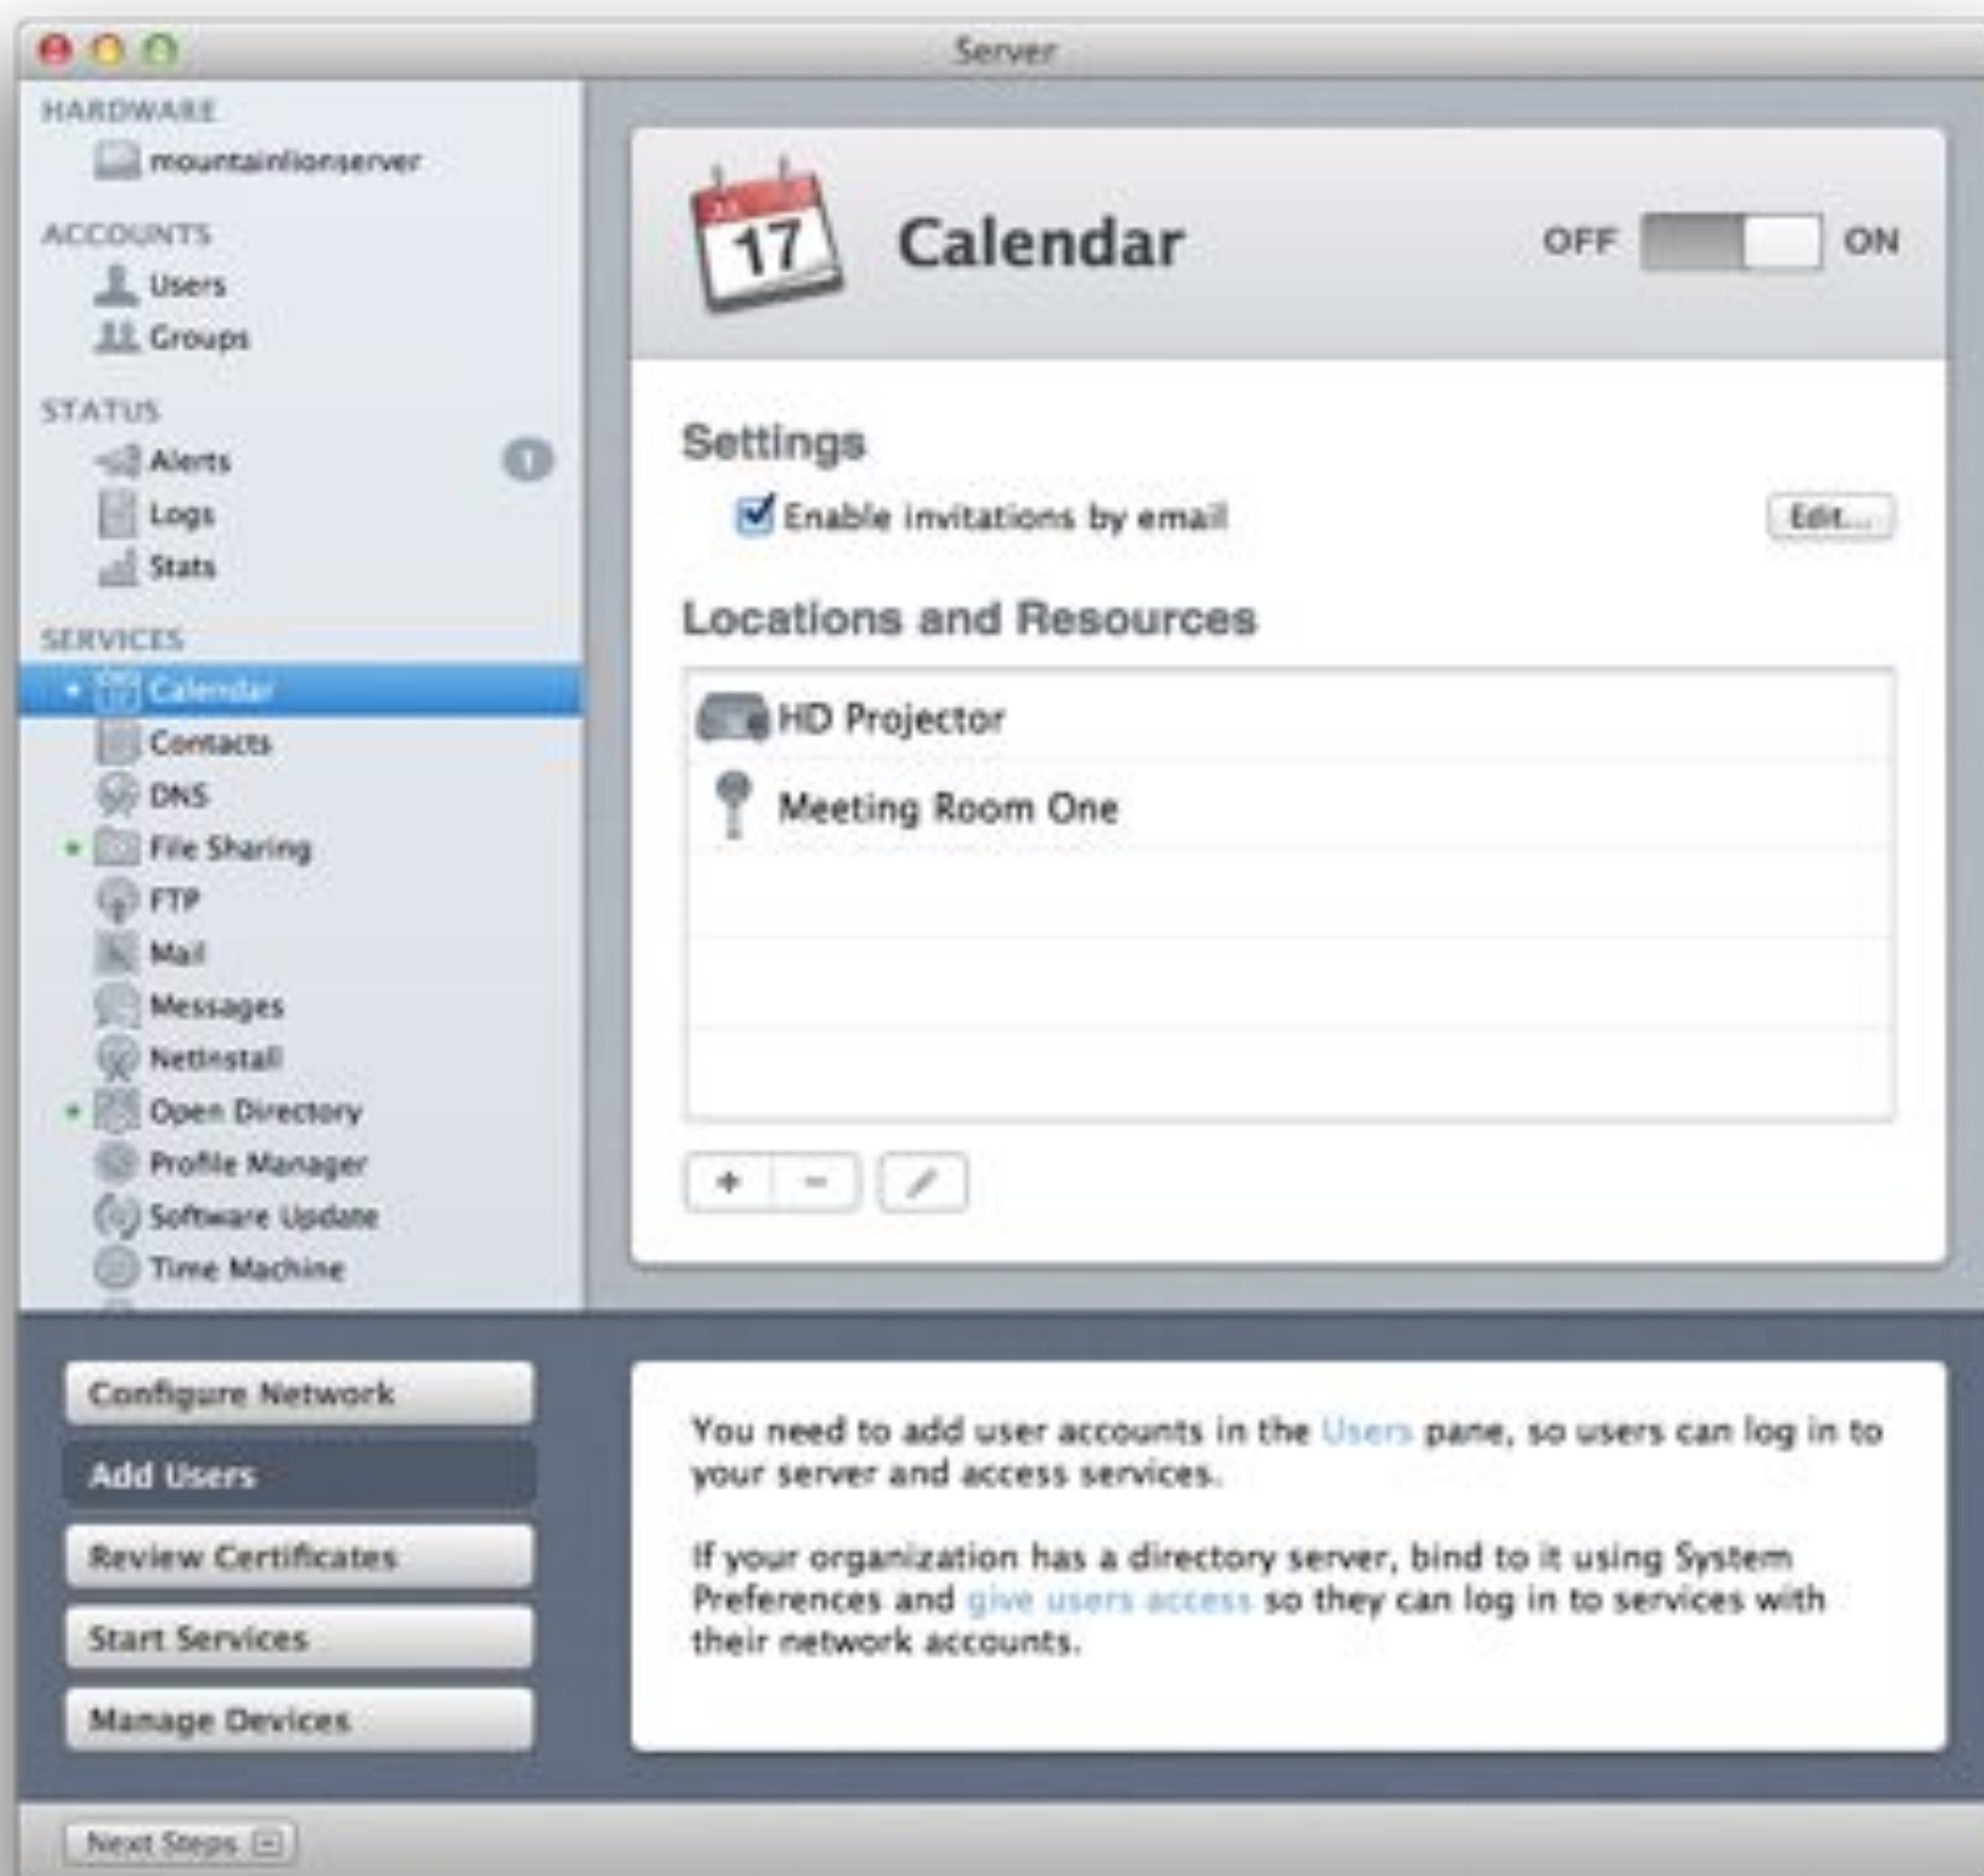 Server
HARDWARE
mountainlionserver
ACCOUNTS
Users
Groups
STATUS
Alerts
1
Logs
Stats
SERVICES
Calendar
Contacts
DNS
File Sharing
FTP
Mail
Messages
NetInstall
Open Directory
Profile Manager
Software Update
Time Machine
17
Calendar
OFF
ON
Settings
Enable invitations by email
Edit...
Locations and Resources
HD Projector
Meeting Room One
Configure Network
Add Users
Review Certificates
Start Services
Manage Devices
You need to add user accounts in the Users pane, so users can log in to
your server and access services.
If your organization has a directory server, bind to it using System
Preferences and give users access so they can log in to services with
their network accounts.
Next Steps